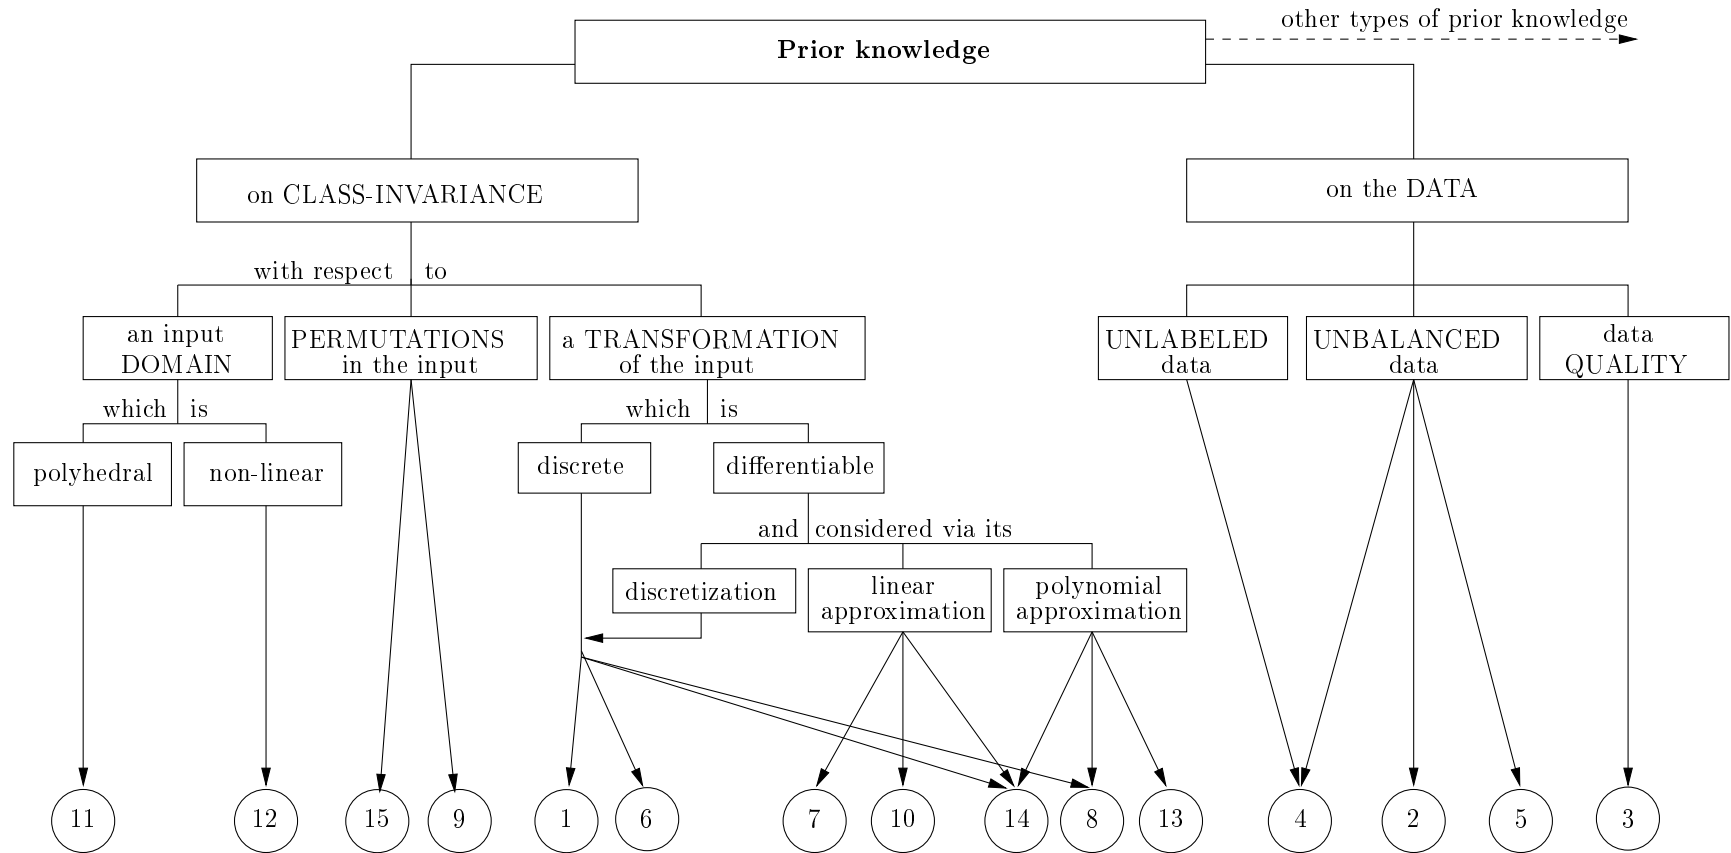 other types of prior knowledge
Prior knowledge
on CLASS-INVARIANCE
on the DATA
with respect to
an input
DOMAIN
PERMUTATIONS
in the input
a TRANSFORMATION
of the input
UNLABELED
data
UNBALANCED
data
data
QUALITY
which is
which is
polyhedral
non-linear
discrete
differentiable
and considered via its
discretization
linear
approximation
polynomial
approximation
11
12
15
9
1
6
7
10
14
8
13
4
2
5
3